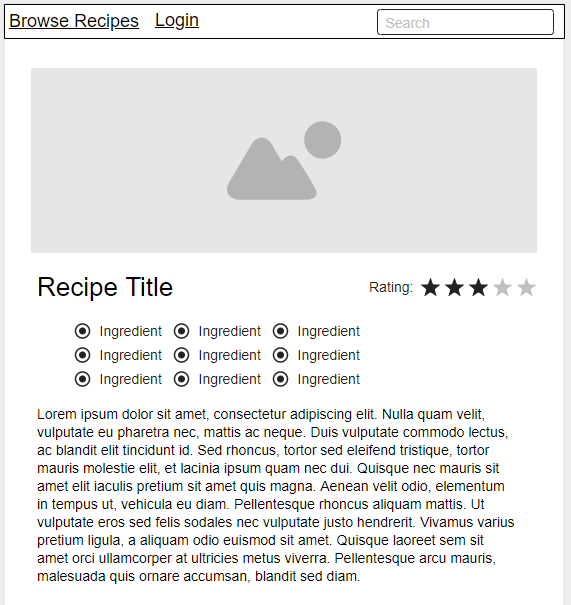 Browse Recipes Login Search
Recipe Title Rating:
Ingredient Ingredient Ingredient
Ingredient Ingredient Ingredient
Ingredient Ingredient Ingredient
Lorem ipsum dolor sit amet, consectetur adipiscing elit. Nulla quam velit,
vulputate eu pharetra nec, mattis ac neque. Duis vulputate commodo lectus,
ac blandit elit tincidunt id. Sed rhoncus, tortor sed eleifend tristique, tortor
mauris molestie elit, et lacinia ipsum quam nec dui. Quisque nec mauris sit
amet elit iaculis pretium sit amet quis magna. Aenean velit odio, elementum
in tempus ut, vehicula eu diam. Pellentesque rhoncus aliquam mattis. Ut
vulputate eros sed felis sodales nec vulputate justo hendrerit. Vivamus varius
pretium ligula, a aliquam odio euismod sit amet. Quisque laoreet sem sit
amet orci ullamcorper at ultricies metus viverra. Pellentesque arcu mauris,
malesuada quis ornare accumsan, blandit sed diam.